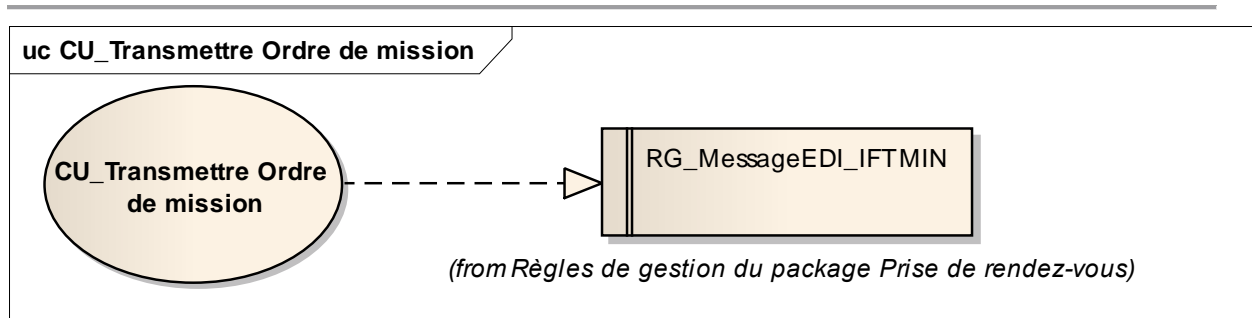 uc CU_Transmettre Ordre de mission
CU_Transmettre Ordre
de mission
RG_MessageEDI_IFTMIN
(from Règles de gestion du package Prise de rendez-vous)